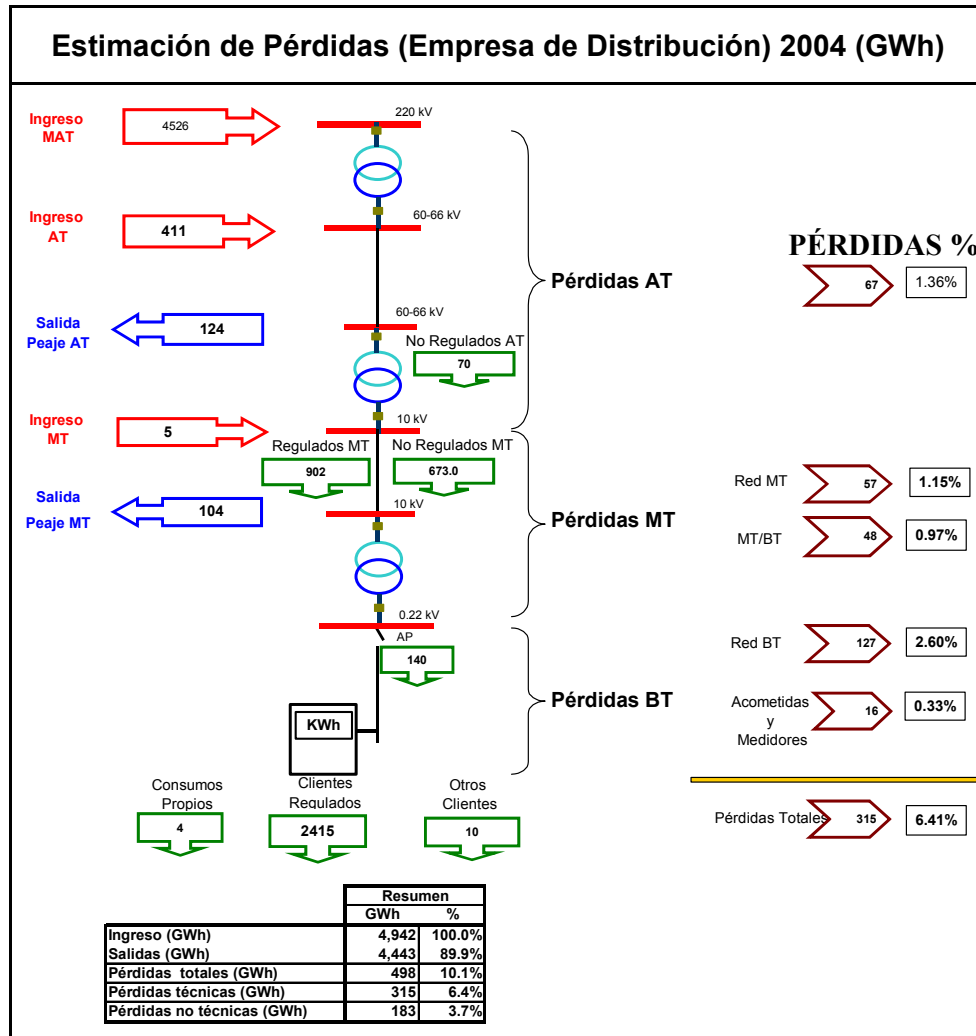 Estimación de Pérdidas (Empresa de Distribución) 2004 (GWh)
Ingreso
MAT
4526
220 kV
Ingreso
AT
411
60-66 kV
PÉRDIDAS %
Pérdidas AT
67
1.36%
Salida
Peaje AT
124
60-66 kV
No Regulados AT
70
Ingreso
MT
5
10 kV
Regulados MT
902
No Regulados MT
673.0
Salida
Peaje MT
104
10 kV
Pérdidas MT
Red MT
57
1.15%
MT/BT
48
0.97%
0.22 kV
AP
140
Pérdidas BT
Red BT
127
2.60%
Acometidas
y
Medidores
16
0.33%
KWh
Consumos
Propios
4
Clientes
Regulados
2415
Otros
Clientes
10
Pérdidas Totales
315
6.41%
Resumen
GWh %
Ingreso (GWh) 4,942 100.0%
Salidas (GWh) 4,443 89.9%
Pérdidas totales (GWh) 498 10.1%
Pérdidas técnicas (GWh) 315 6.4%
Pérdidas no técnicas (GWh) 183 3.7%